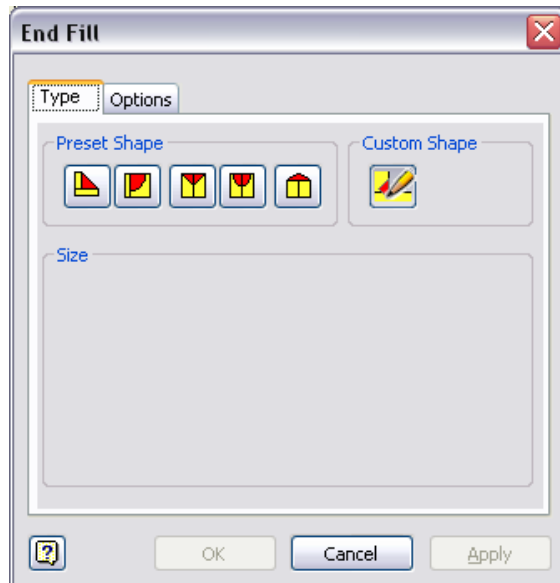 End Fill
Type Options
Preset Shape Custom Shape
Size
OK Cancel Apply